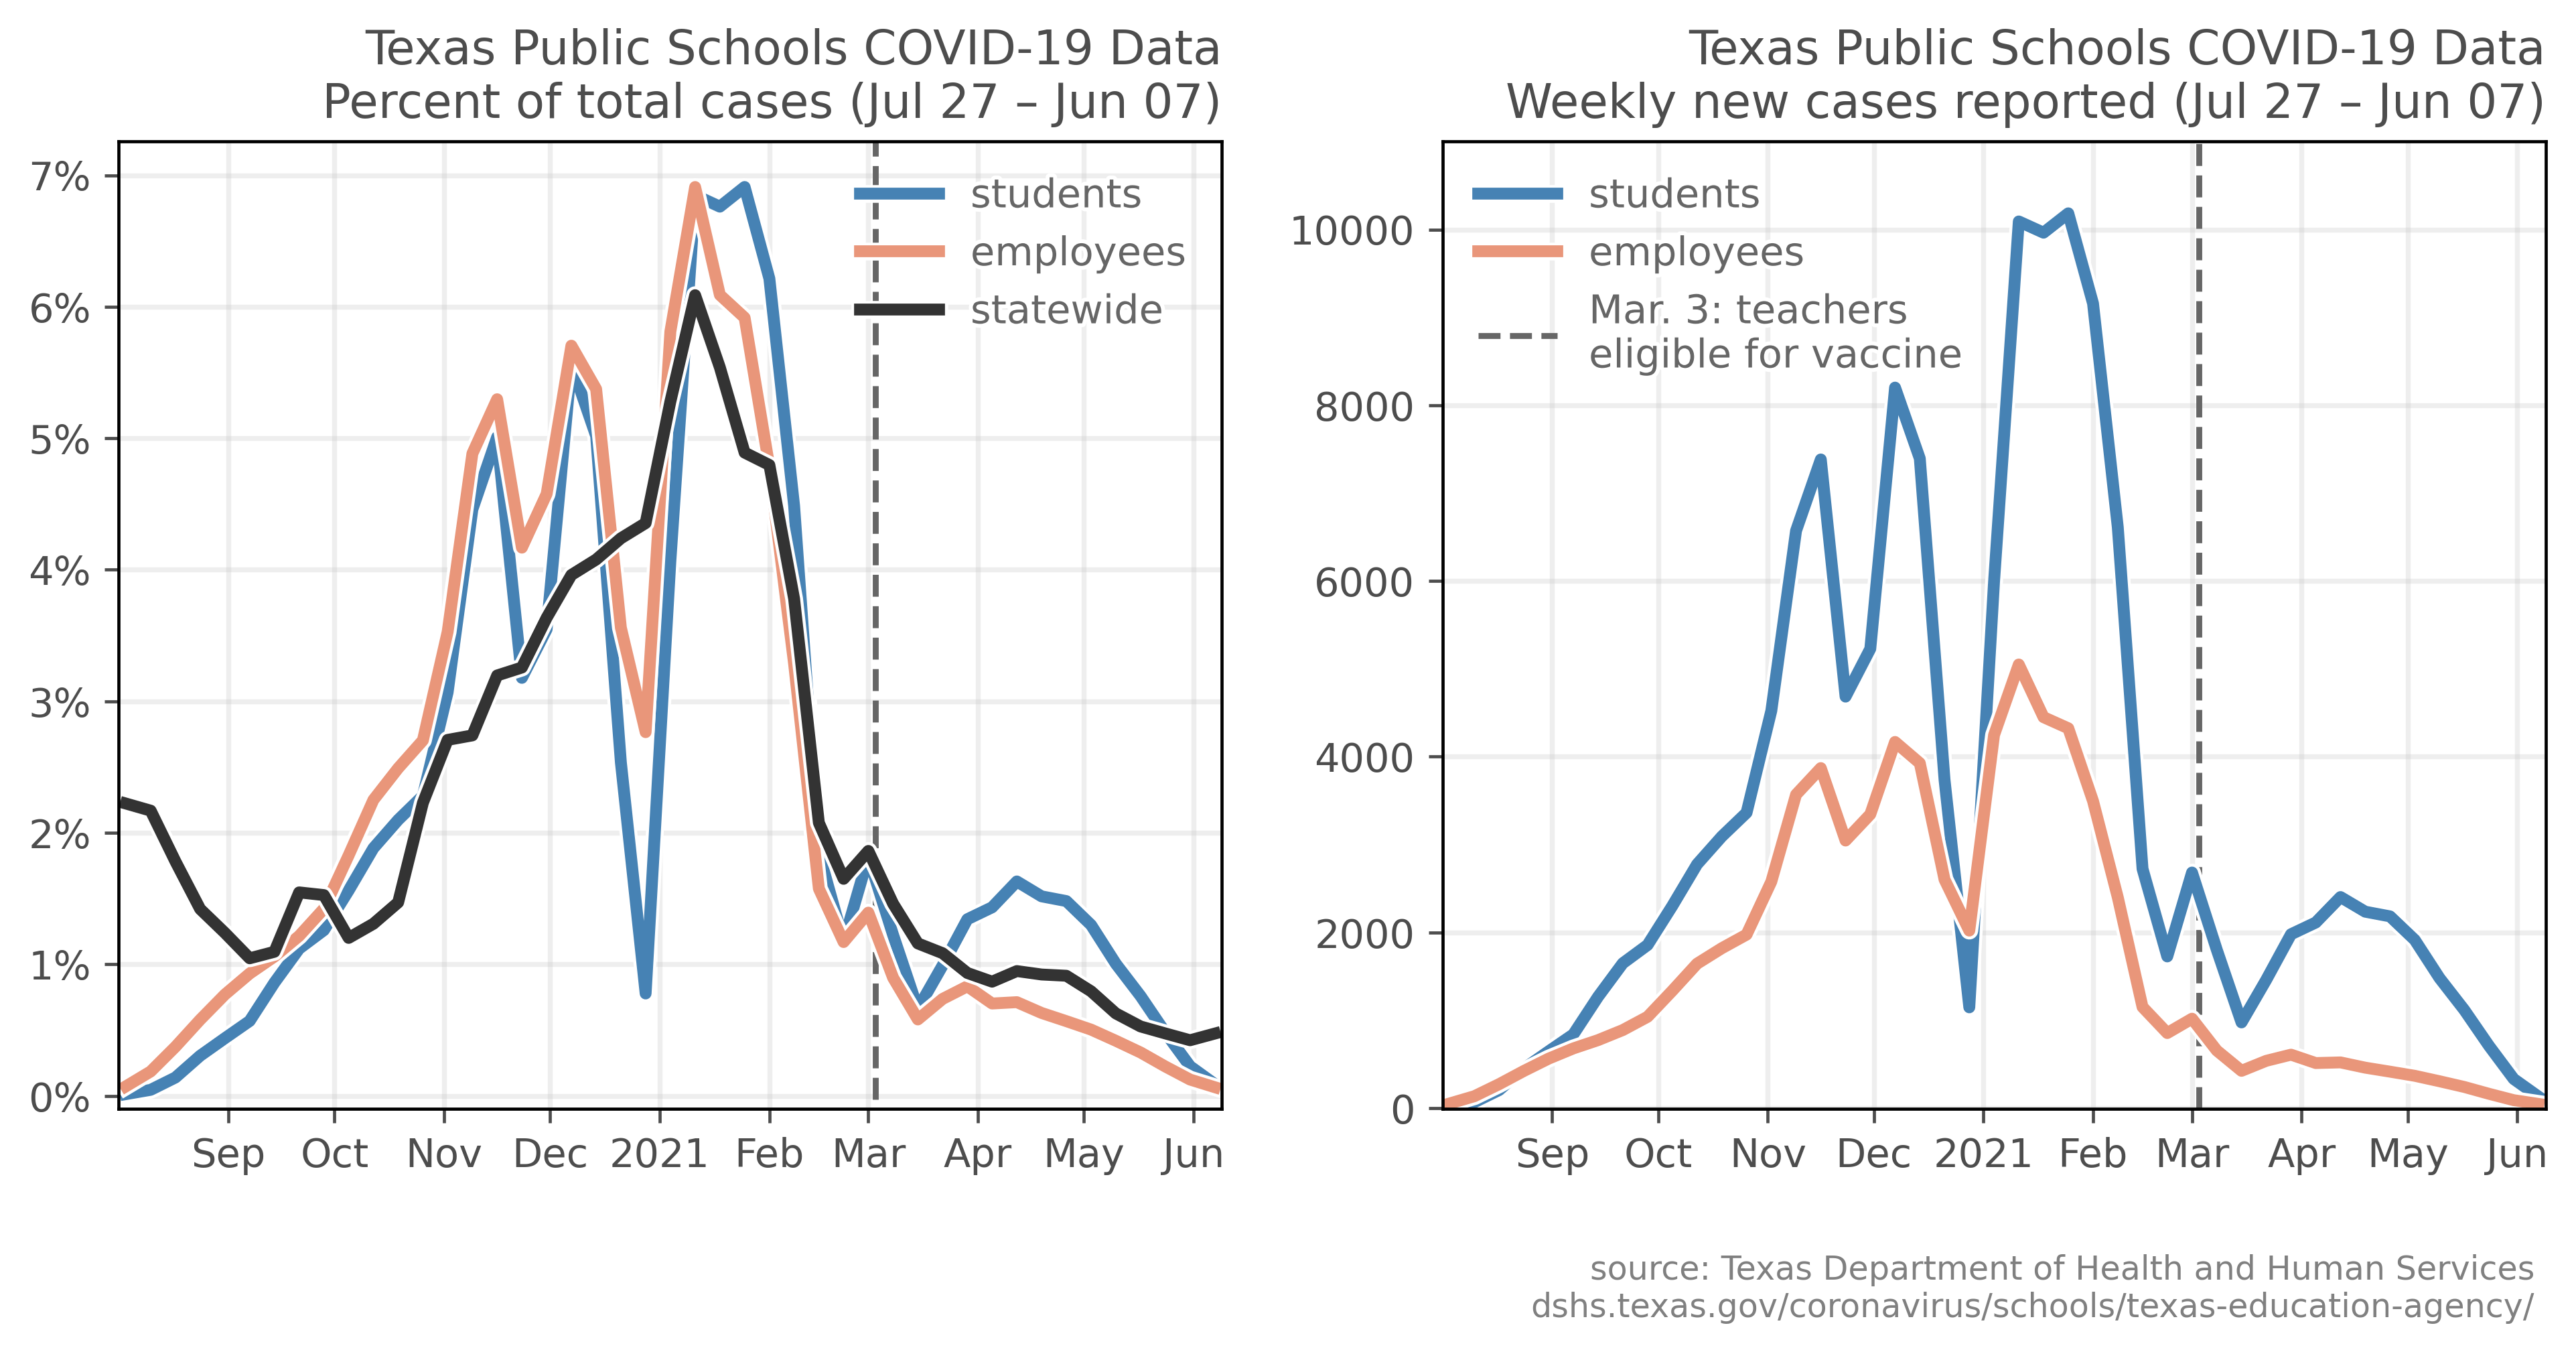 Texas Public Schools COVID-19 Data
Percent of total cases (Jul 27 – Jun 07)
7%
6%
5%
4%
3%
2%
1%
0%
students
employees
statewide
Sep
Oct
Nov
Dec
2021
Feb
Mar
Apr
May
Jun
Texas Public Schools COVID-19 Data
Weekly new cases reported (Jul 27 – Jun 07)
10000
8000
6000
4000
2000
0
students
employees
Mar. 3: teachers
eligible for vaccine
Sep
Oct
Nov
Dec
2021
Feb
Mar
Apr
May
Jun
source: Texas Department of Health and Human Services
dshs.texas.gov/coronavirus/schools/texas-education-agency/